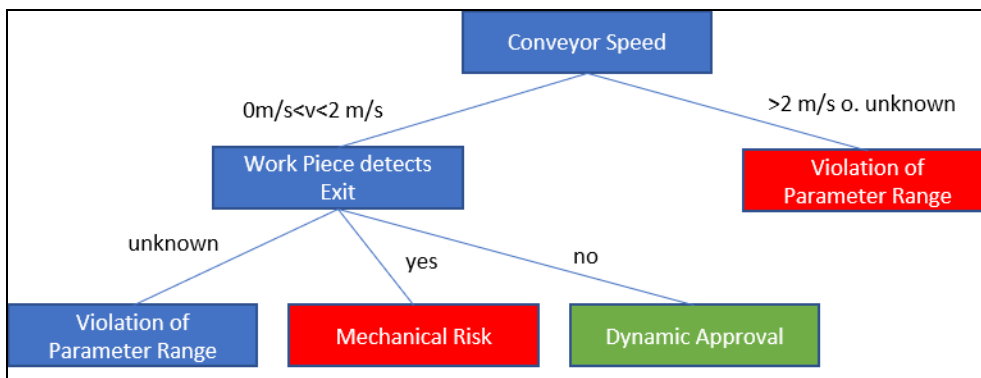 Conveyor Speed
0m/s<v<2 m/s
>2 m/s o. unknown
Work Piece detects
Exit
Violation of
Parameter Range
unknown
yes
no
Violation of
Parameter Range
Mechanical Risk
Dynamic Approval